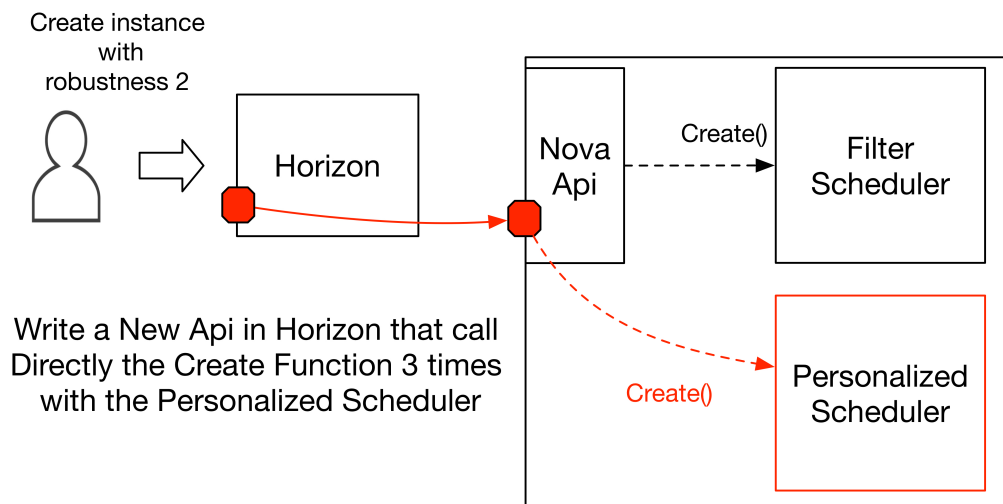 Create instance
with
robustness 2
Horizon
Nova
Api
Create()
Filter
Scheduler
Write a New Api in Horizon that call
Directly the Create Function 3 times
with the Personalized Scheduler
Create()
Personalized
Scheduler